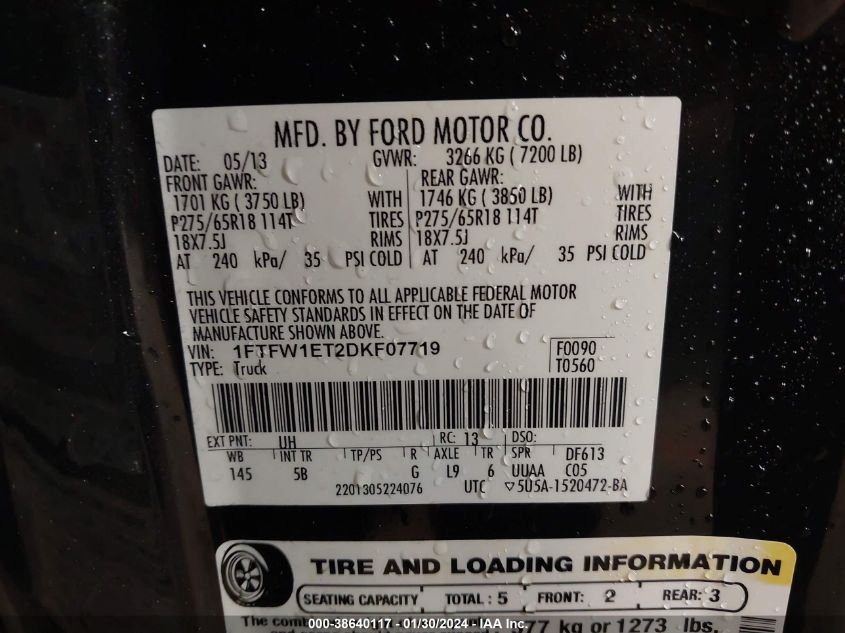 MFD. BY FORD MOTOR CO.
DATE: 05/13 GVWR: 3266 KG ( 7200 LB)
FRONT GAWR: REAR GAWR:
1701 KG ( 3750 LB) WITH 1746 KG ( 3850 LB) WITH
P275/65R18 114T TIRES P275/65R18 114T TIRES
18X7.5J RIMS 18X7.5J RIMS
AT 240 kPa/ 35 PSI COLD AT 240 kPa/ 35 PSI COLD
THIS VEHICLE CONFORMS TO ALL APPLICABLE FEDERAL MOTOR
VEHICLE SAFETY STANDARDS IN EFFECT ON THE DATE OF
MANUFACTURE SHOWN ABOVE.
VIN: 1FTFW1ET2DKF07719 F0090
TYPE: Truck T0560
EXT PNT: UH RC: 13 DSO:
WB INT TR TP/PS R AXLE TR SPR DF613
145 5B G L9 6 UUAA C05
2201305224076 UTC ▽5U5A-1520472-BA
TIRE AND LOADING INFORMATION
SEATING CAPACITY TOTAL : 5 FRONT: 2 REAR: 3
The kg or 1273 lbs.
000-38640117 - 01/30/2024 - IAA Inc.